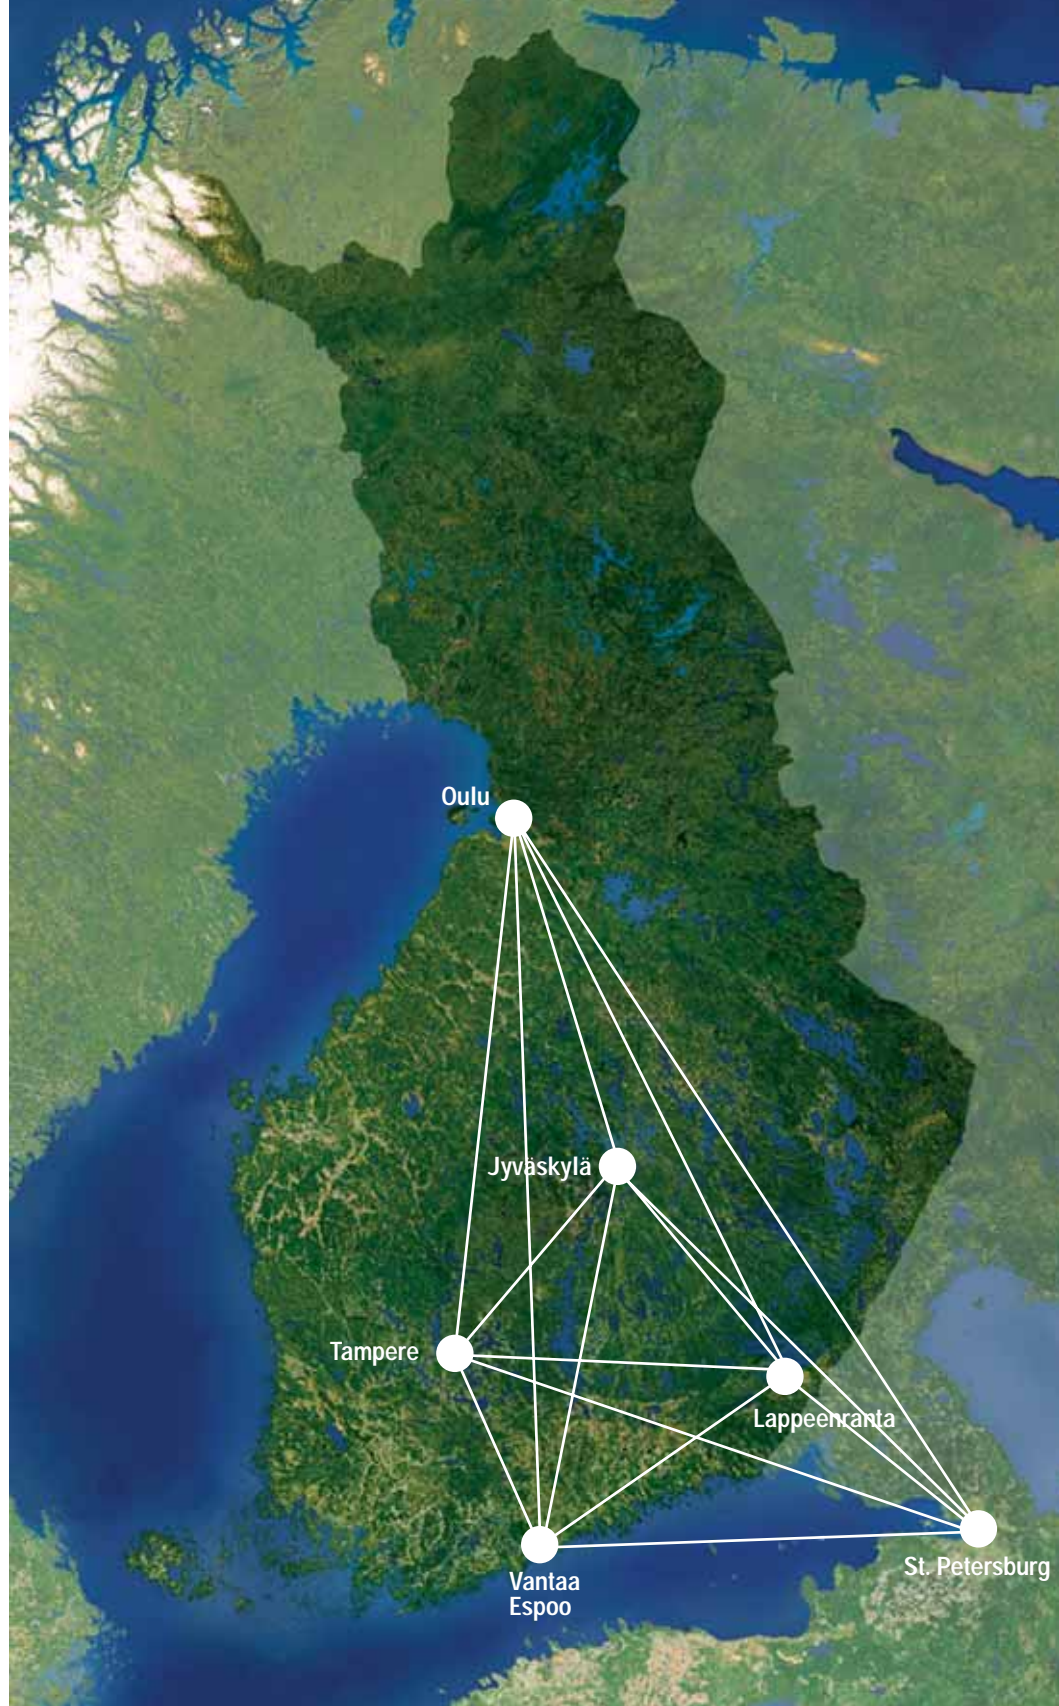 Oulu
Jyväskylä
Tampere
Lappeenranta
St. Petersburg
Vantaa
Espoo